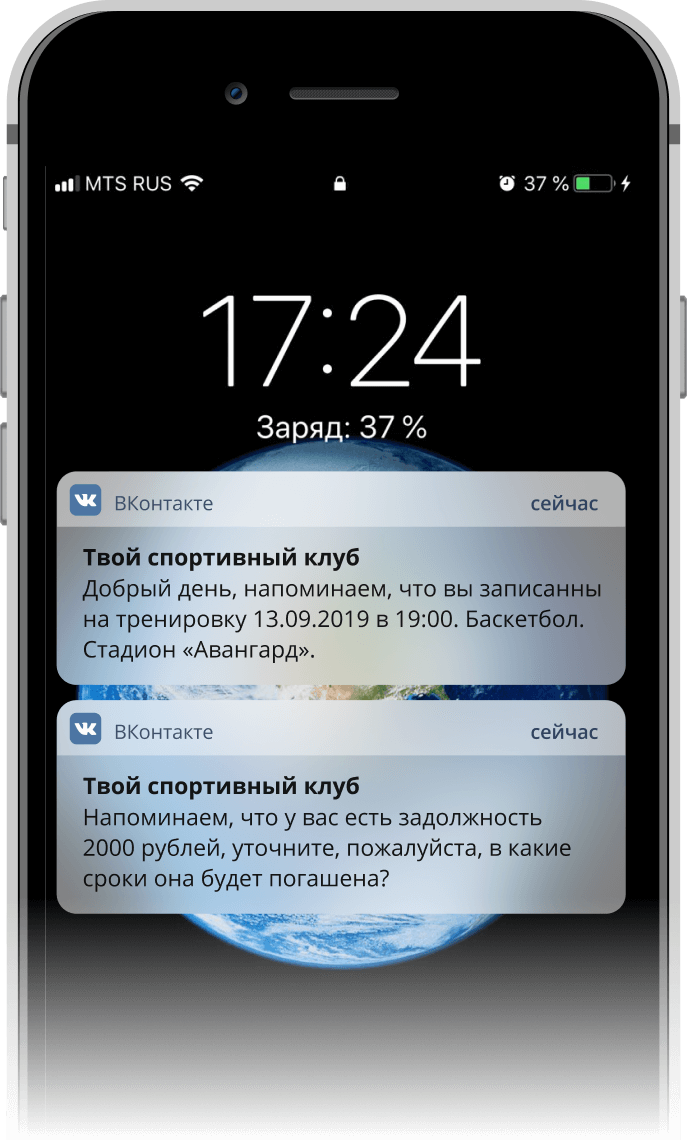 MTS RUS 37 %
17:24
Заряд: 37 %
ВКонтакте сейчас
Твой спортивный клуб
Добрый день, напоминаем, что вы записанны
на тренировку 13.09.2019 в 19:00. Баскетбол.
Стадион «Авангард».
ВКонтакте сейчас
Твой спортивный клуб
Напоминаем, что у вас есть задолжность
2000 рублей, уточните, пожалуйста, в какие
сроки она будет погашена?